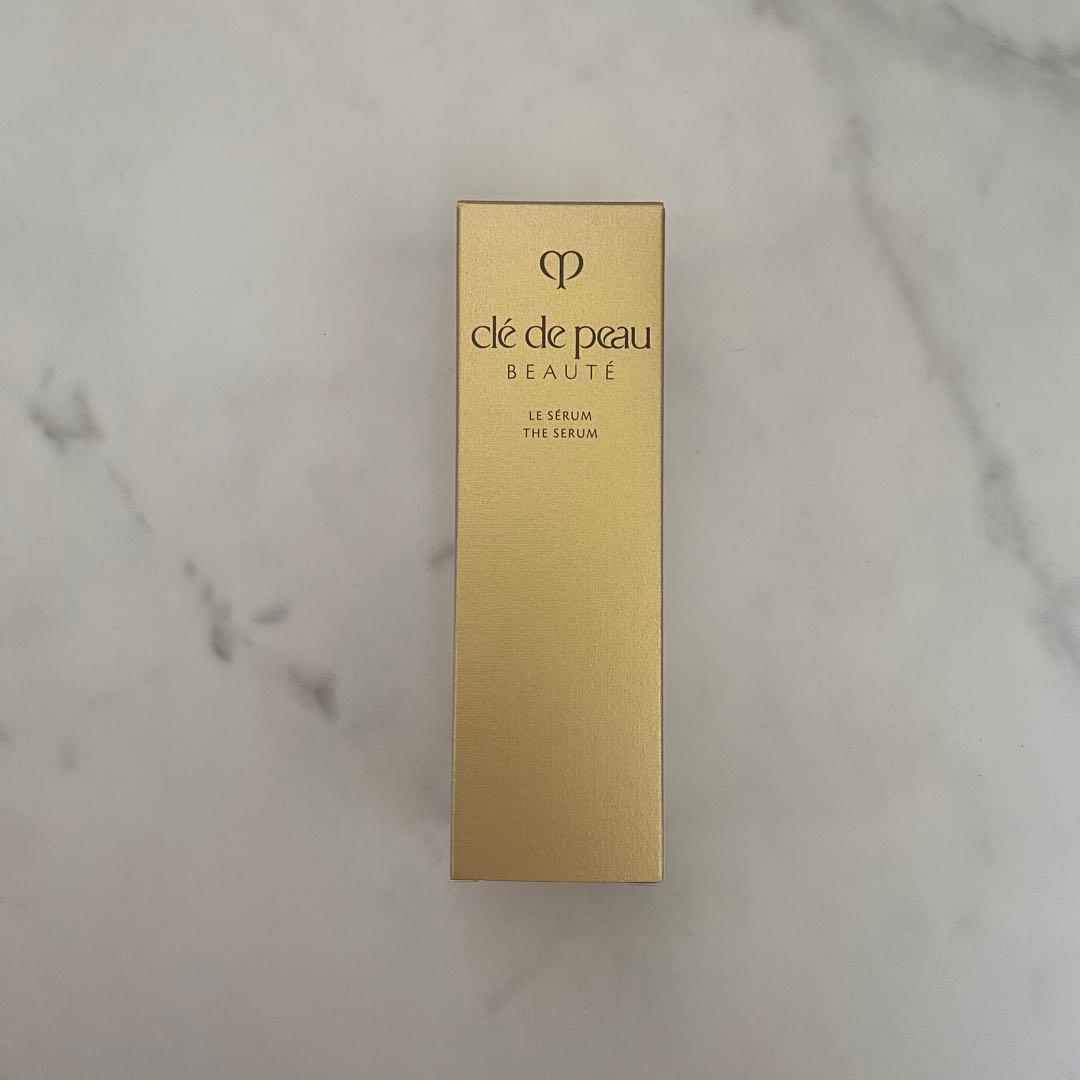 clé de peau
BEAUTÉ
LE SÉRUM
THE SERUM